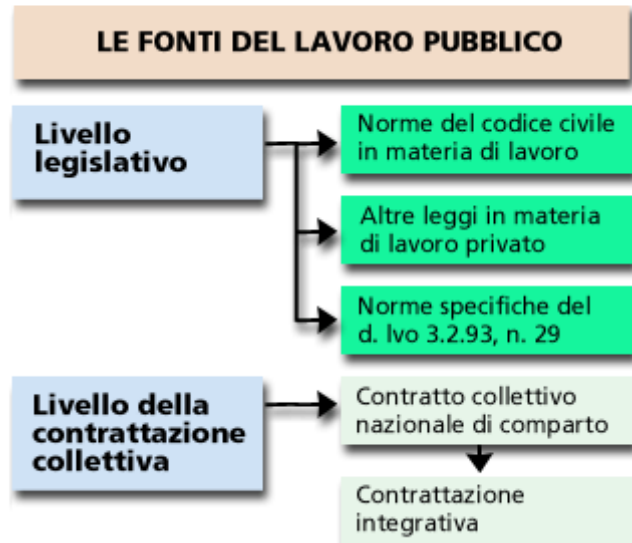 LE FONTI DEL LAVORO PUBBLICO
Livello
legislativo
Norme del codice civile
in materia di lavoro
Altre leggi in materia
di lavoro privato
Norme specifiche del
d. lvo 3.2.93, n. 29
Livello della
contrattazione
collettiva
Contratto collettivo
nazionale di comparto
Contrattazione
integrativa